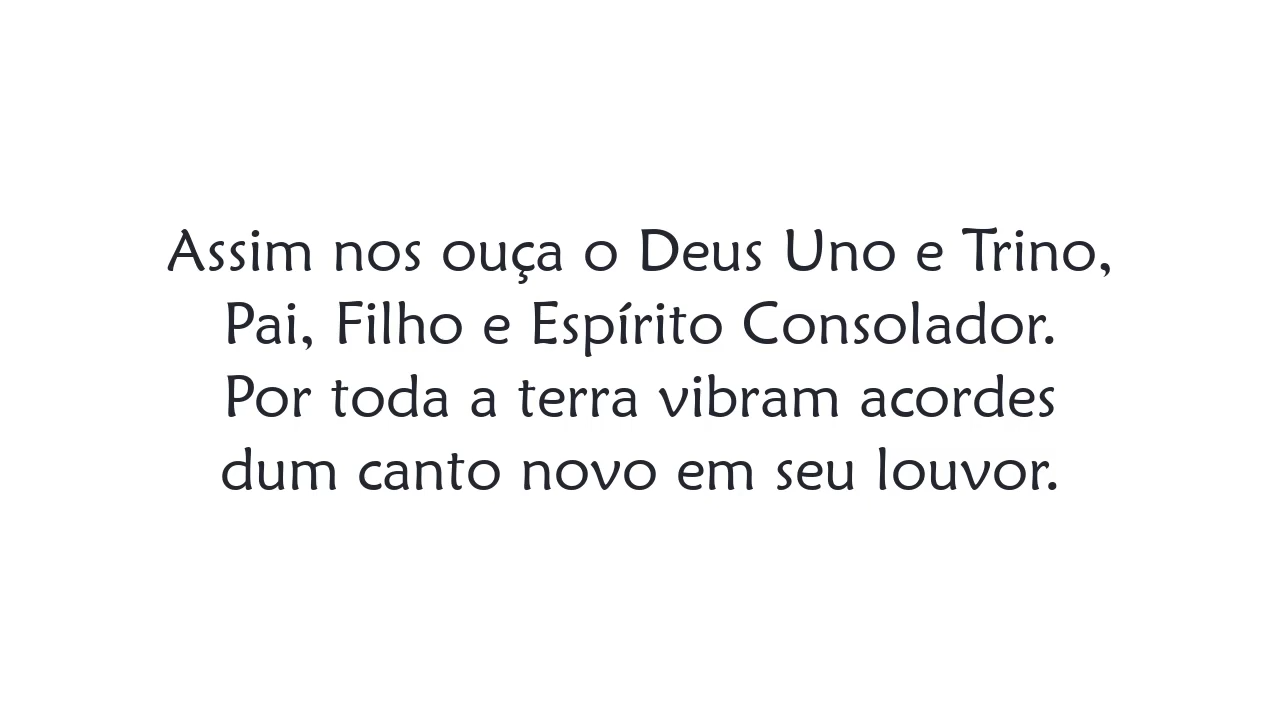 Assim nos ouça o Deus Uno e Trino,
Pai, Filho e Espírito Consolador.
Por toda a terra vibram acordes
dum canto novo em seu louvor.